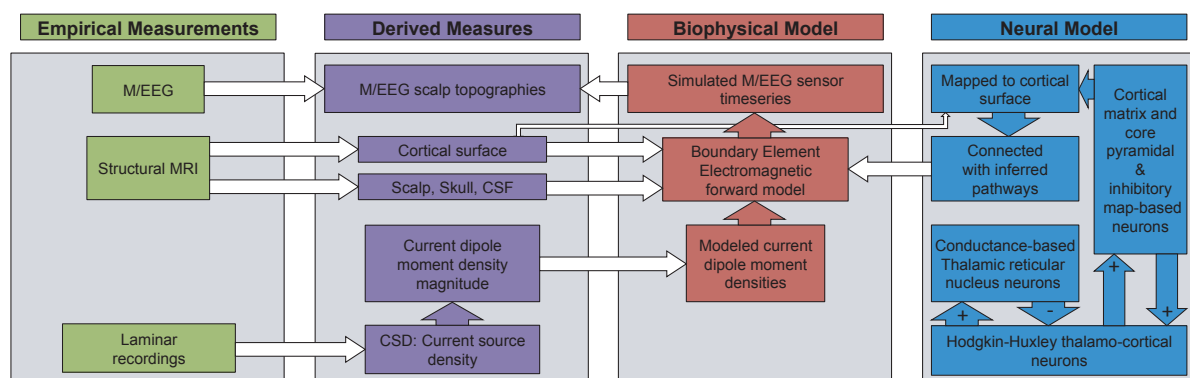 Empirical Measurements
Derived Measures
Biophysical Model
Neural Model
M/EEG
Structural MRI
Laminar
recordings
M/EEG scalp topographies
Cortical surface
Scalp, Skull, CSF
Current dipole
moment density
magnitude
CSD: Current source
density
Simulated M/EEG sensor
timeseries
Boundary Element
Electromagnetic
forward model
Modeled current
dipole moment
densities
Mapped to cortical
surface
Connected
with inferred
pathways
Cortical
matrix and
core
pyramidal
&
inhibitory
map-based
neurons
Conductance-based
Thalamic reticular
nucleus neurons
+
-
+
+
Hodgkin-Huxley thalamo-cortical
neurons